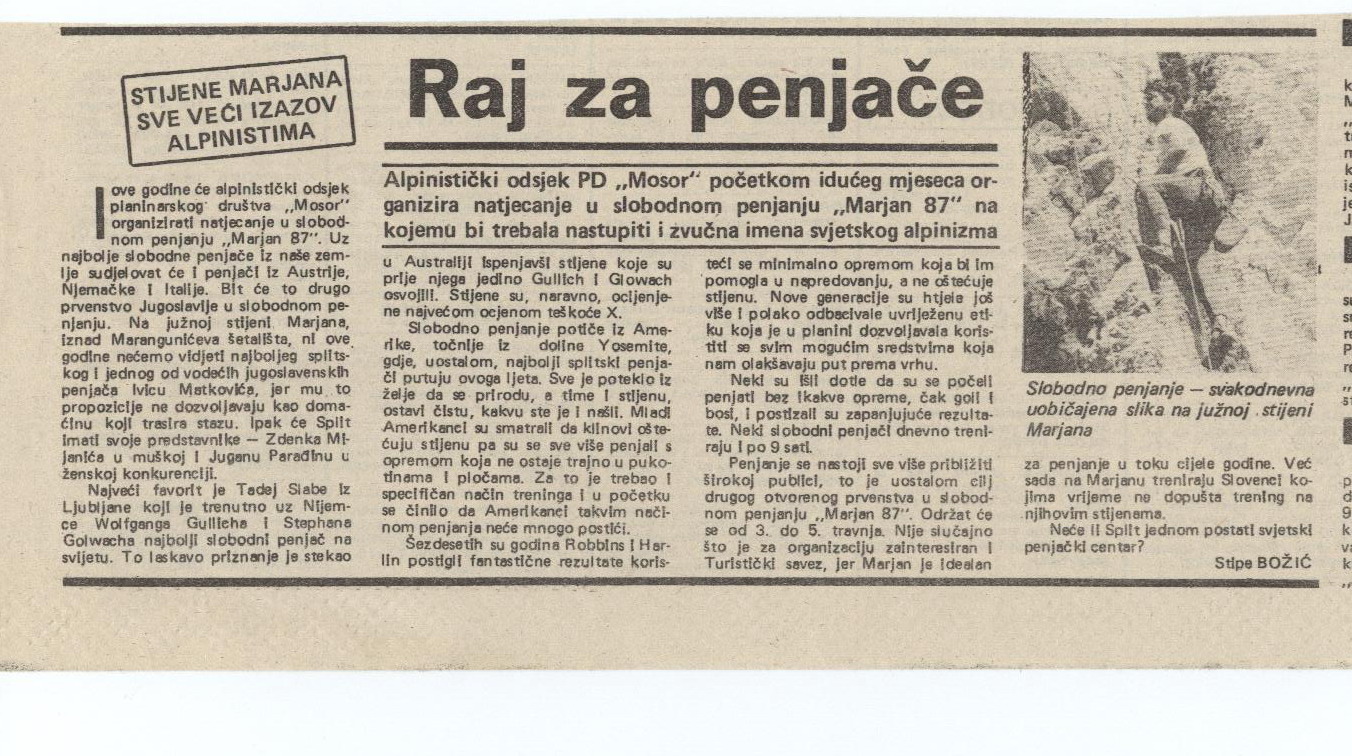 STIJENE MARJANA
SVE VEĆI IZAZOV
ALPINISTIMA
Raj za penjače
Alpinistički odsjek PD „Mosor” početkom idućeg mjeseca or-
ganizira natjecanje u slobodnom penjanju „Marjan 87” na
kojemu bi trebala nastupiti i zvučna imena svjetskog alpinizma
I ove godine će alpinistički odsjek
planinarskog društva „Mosor”
organizirati natjecanje u slobod-
nom penjanju „Marjan 87”. Uz
najbolje slobodne penjače iz naše zem-
lje sudjelovat će i penjači iz Austrije,
Njemačke i Italije. Bit će to drugo
prvenstvo Jugoslavije u slobodnom pe-
njanju. Na južnoj stijeni Marjana,
iznad Marangunićeva šetališta, ni ove
godine nećemo vidjeti najboljeg splits-
kog i jednog od vodećih jugoslavenskih
penjača Ivicu Matkovića, jer mu to
propozicije ne dozvoljavaju kao doma-
ćinu koji trasira stazu. Ipak će Split
imati svoje predstavnike — Zdenka Mi-
janića u muškoj i Juganu Paraďinu u
ženskoj konkurenciji.
Najveći favorit je Tadej Slabe iz
Ljubljane koji je trenutno uz Nijem-
ce Wolfganga Gullicha i Stephana
Golwacha najbolji slobodni penjač na
svijetu. To laskavo priznanje je stekao
u Australiji ispenjavši stijene koje su
prije njega jedino Gullich i Glowach
osvojili. Stijene su, naravno, ocijenje-
ne najvećom ocjenom teškoće X.
Slobodno penjanje potiče iz Ame-
rike, točnije iz doline Yosemite,
gdje, uostalom, najbolji splitski penja-
či putuju ovoga ljeta. Sve je poteklo iz
želje da se prirodu, a time i stijenu,
ostavi čistu, kakvu ste je i našli. Mladi
Amerikanci su smatrali da klinovi ošte-
ćuju stijenu pa su se sve više penjali s
opremom koja ne ostaje trajno u puko-
tinama i pločama. Za to je trebao i
specifičan način treninga i u početku
se činilo da Amerikanci takvim nači-
nom penjanja neće mnogo postići.
Šezdesetih su godina Robbins i Har-
lin postigli fantastične rezultate koris-
teći se minimalno opremom koja bi im
pomogla u napredovanju, a ne oštećuje
stijenu. Nove generacije su htjele još
više i polako odbacivale uvriježenu eti-
ku koja je u planini dozvoljavala koris-
titi se svim mogućim sredstvima koja
nam olakšavaju put prema vrhu.
Neki su išli dotle da su se počeli
penjati bez ikakve opreme, čak goli i
bosi, i postizali su zapanjujuće rezulta-
te. Neki slobodni penjači dnevno treni-
raju i po 9 sati.
Penjanje se nastoji sve više približiti
širokoj publici, to je uostalom cilj
drugog otvorenog prvenstva u slobod-
nom penjanju „Marjan 87”. Održat će
se od 3. do 5. travnja. Nije slučajno
što je za organizaciju zainteresiran i
Turistički savez, jer Marjan je idealan
Slobodno penjanje — svakodnevna
uobičajena slika na južnoj stijeni
Marjana
za penjanje u toku cijele godine. Već
sada na Marjanu treniraju Slovenci ko-
jima vrijeme ne dopušta trening na
njihovim stijenama.
Neće li Split jednom postati svjetski
penjački centar?
Stipe BOŽIĆ